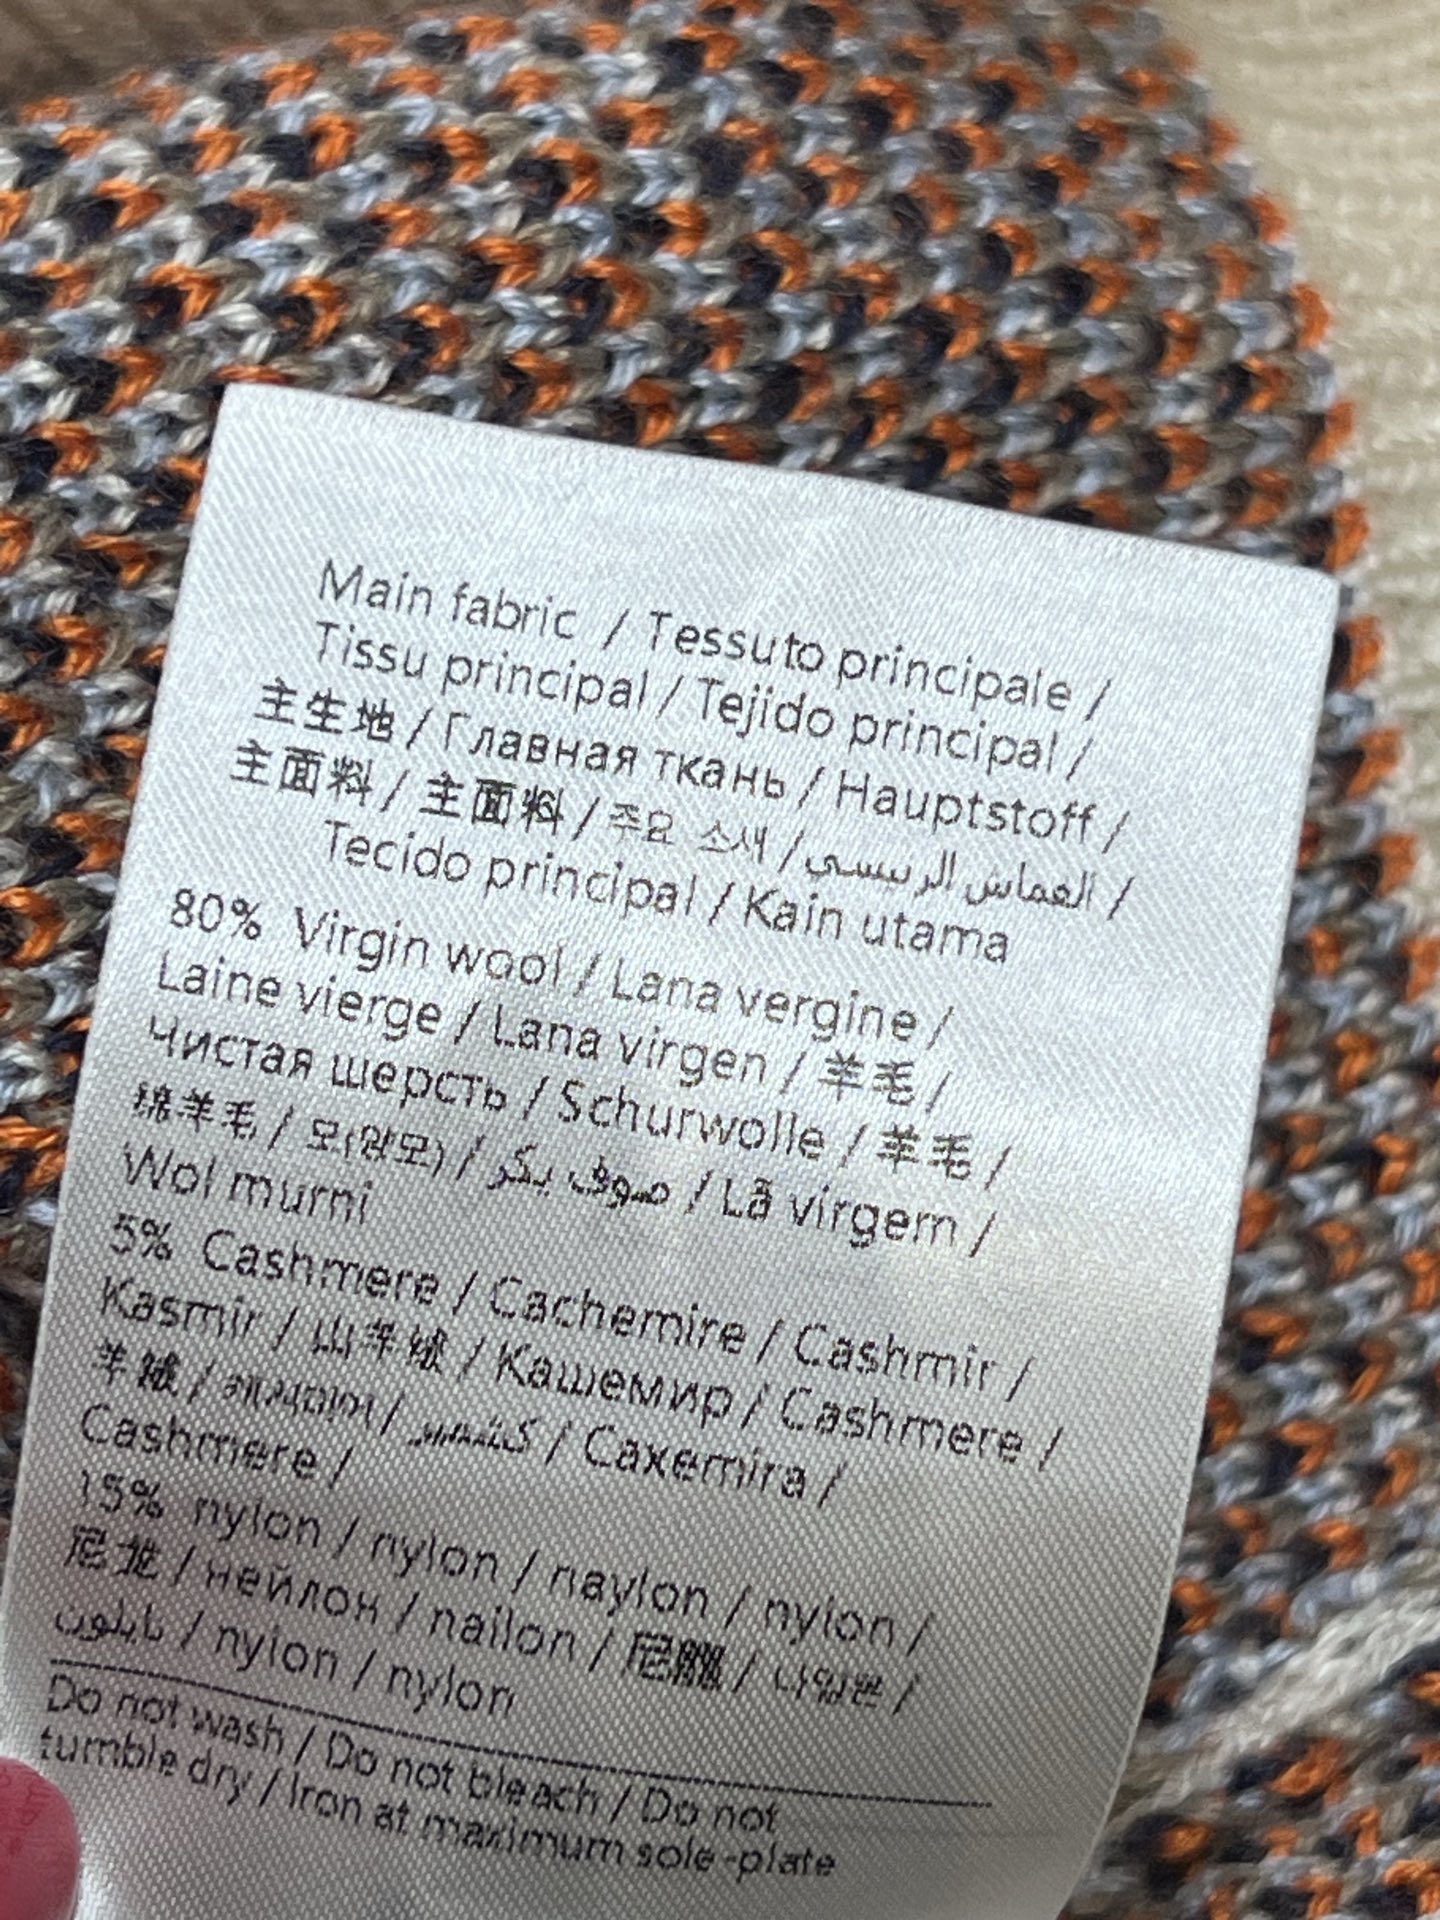 Main fabric / Tessuto principale /
Tissu principal / Tejido principal /
主生地 / Главная ткань / Hauptstoff /
主面料 / 主面料 / 주요 소새 / القماش الرئيسي /
Tecido principal / Kain utama
80% Virgin wool / Lana vergine /
Laine vierge / Lana virgen / 羊毛 /
Чистая шерсть / Schurwolle / 羊毛 /
绵羊毛 / 모(양모) / صوف بكر / Lã virgem /
Wol murni
5% Cashmere / Cachemire / Cashmir /
Kasmir / 山羊绒 / Кашемир / Cashmere /
羊絨 / 캐시미어 / كشمير / Caxemira /
Cashmere /
15% nylon / nylon / naylon / nylon /
尼龙 / нейлон / nailon / 尼龍 / 나일론 /
نايلون / nylon / nylon
Do not wash / Do not bleach / Do not
tumble dry / Iron at maximum sole-plate